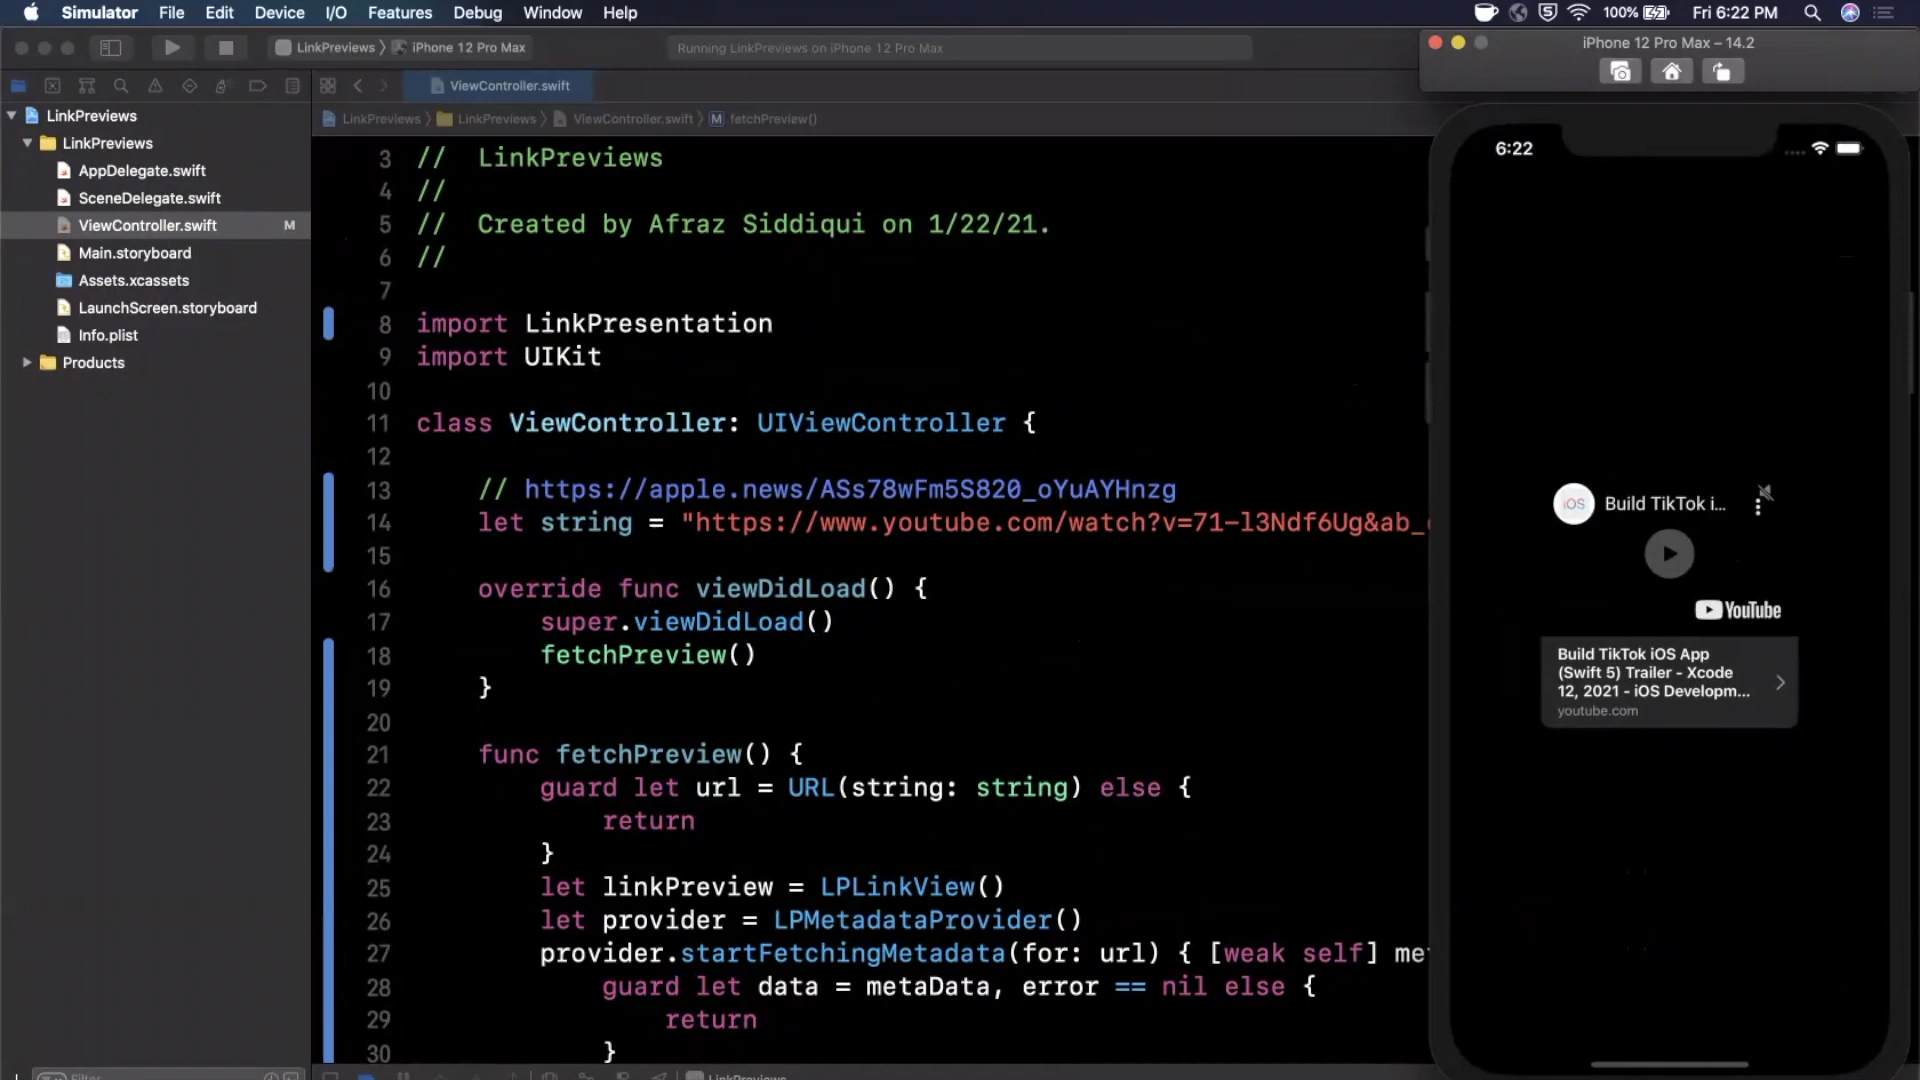 Simulator File Edit Device I/O Features Debug Window Help 100% Fri 6:22 PM
LinkPreviews 〉 iPhone 12 Pro Max
Running LinkPreviews on iPhone 12 Pro Max
iPhone 12 Pro Max – 14.2
ViewController.swift
LinkPreviews 〉 LinkPreviews 〉 ViewController.swift 〉 M fetchPreview()
LinkPreviews
LinkPreviews
AppDelegate.swift
SceneDelegate.swift
ViewController.swift M
Main.storyboard
Assets.xcassets
LaunchScreen.storyboard
Info.plist
Products
3 // LinkPreviews
4 //
5 // Created by Afraz Siddiqui on 1/22/21.
6 //
7
8 import LinkPresentation
9 import UIKit
10
11 class ViewController: UIViewController {
12
13 // https://apple.news/ASs78wFm5S820_oYuAYHnzg
14 let string = "https://www.youtube.com/watch?v=71-l3Ndf6Ug&ab_
15
16 override func viewDidLoad() {
17 super.viewDidLoad()
18 fetchPreview()
19 }
20
21 func fetchPreview() {
22 guard let url = URL(string: string) else {
23 return
24 }
25 let linkPreview = LPLinkView()
26 let provider = LPMetadataProvider()
27 provider.startFetchingMetadata(for: url) { [weak self] me
28 guard let data = metaData, error == nil else {
29 return
30 }
6:22
iOS Build TikTok i...
YouTube
Build TikTok iOS App
(Swift 5) Trailer - Xcode
12, 2021 - iOS Developm...
youtube.com